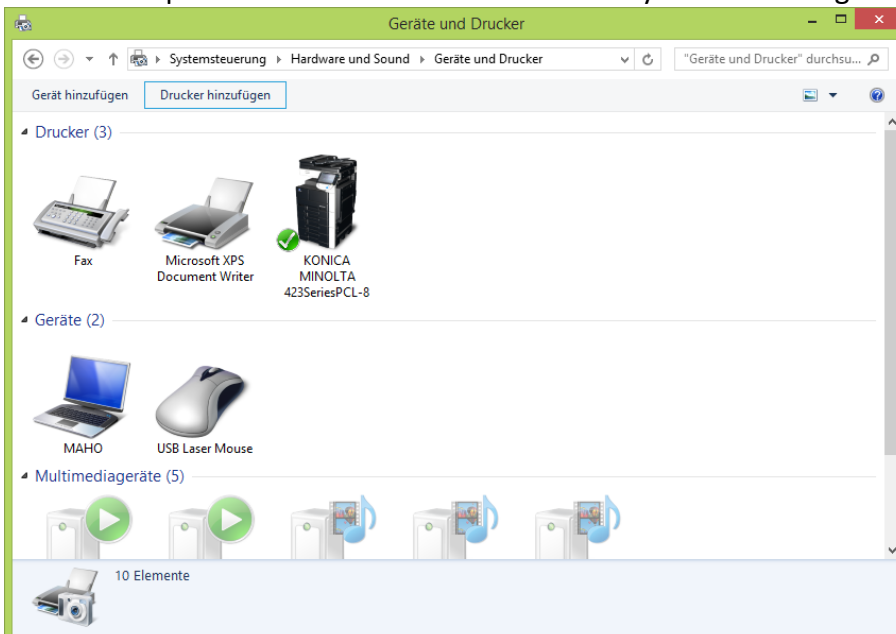 Geräte und Drucker
Systemsteuerung ▸ Hardware und Sound ▸ Geräte und Drucker
"Geräte und Drucker" durchsu...
Gerät hinzufügen Drucker hinzufügen
Drucker (3)
Fax
Microsoft XPS
Document Writer
KONICA
MINOLTA
423SeriesPCL-8
Geräte (2)
MAHO
USB Laser Mouse
Multimediageräte (5)
10 Elemente